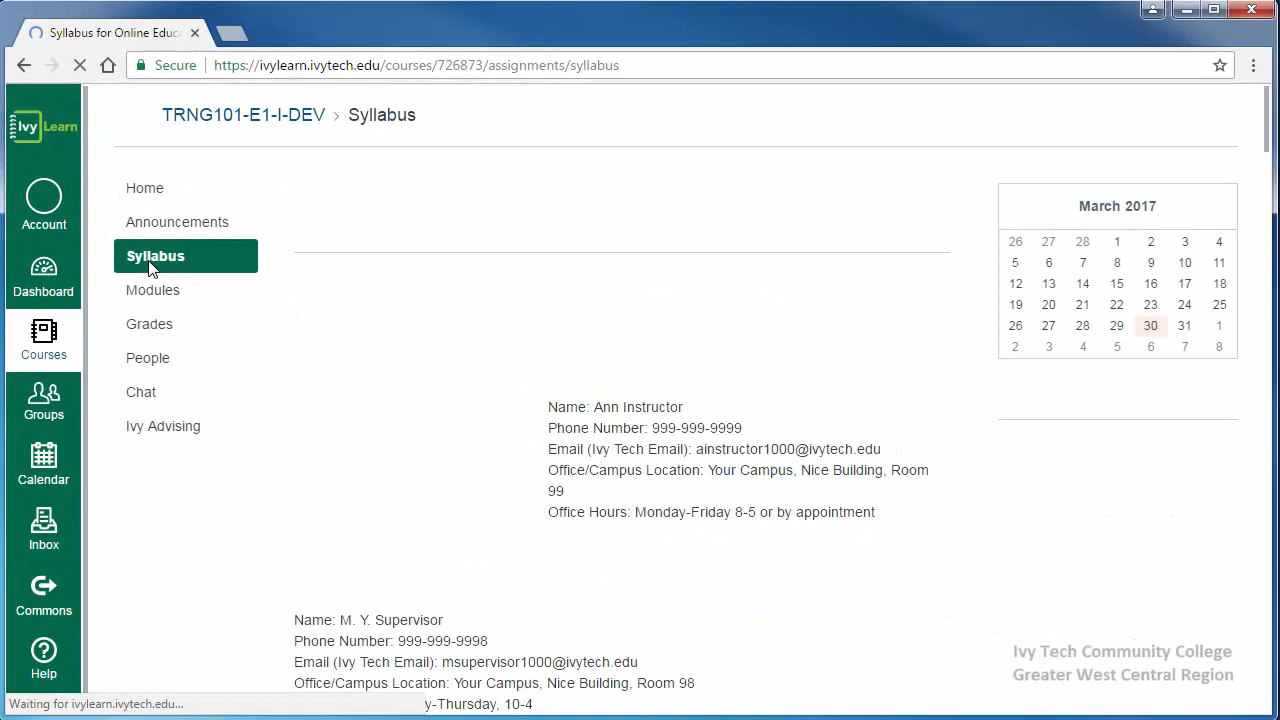 Syllabus for Online Educ
Secure
https://ivylearn.ivytech.edu/courses/726873/assignments/syllabus
Ivy Learn
Account
Dashboard
Courses
Groups
Calendar
Inbox
Commons
Help
TRNG101-E1-I-DEV > Syllabus
Home
Announcements
Syllabus
Modules
Grades
People
Chat
Ivy Advising
Name: Ann Instructor
Phone Number: 999-999-9999
Email (Ivy Tech Email): ainstructor1000@ivytech.edu
Office/Campus Location: Your Campus, Nice Building, Room
99
Office Hours: Monday-Friday 8-5 or by appointment
Name: M. Y. Supervisor
Phone Number: 999-999-9998
Email (Ivy Tech Email): msupervisor1000@ivytech.edu
Office/Campus Location: Your Campus, Nice Building, Room 98
y-Thursday, 10-4
March 2017
26 27 28 1 2 3 4
5 6 7 8 9 10 11
12 13 14 15 16 17 18
19 20 21 22 23 24 25
26 27 28 29 30 31 1
2 3 4 5 6 7 8
Ivy Tech Community College
Greater West Central Region
Waiting for ivylearn.ivytech.edu...